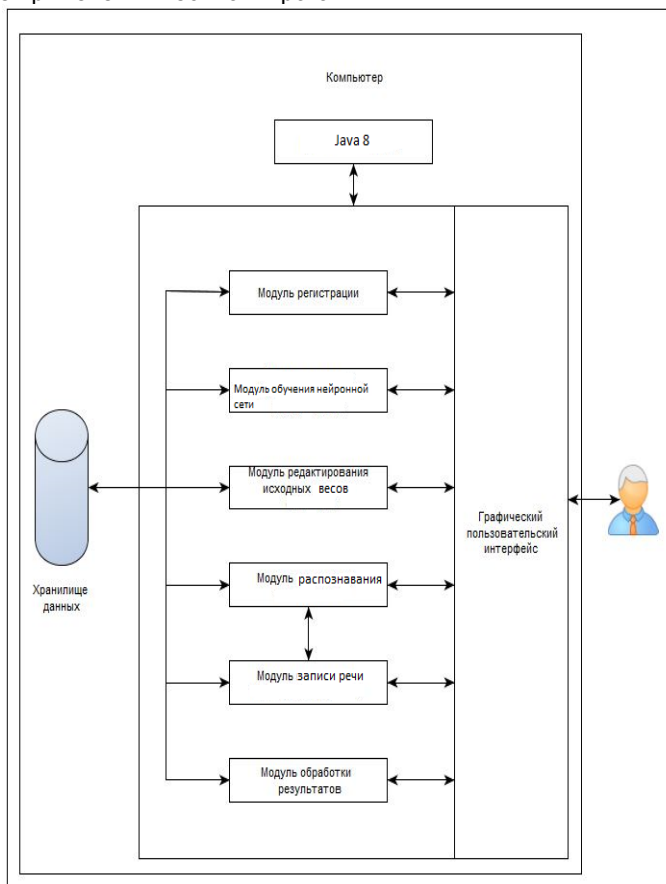 Компьютер
Java 8
Модуль регистрации
Модуль обучения нейронной
сети
Модуль редактирования
исходных весов
Графический
пользовательский
интерфейс
Модуль распознавания
Хранилище
данных
Модуль записи речи
Модуль обработки
результатов